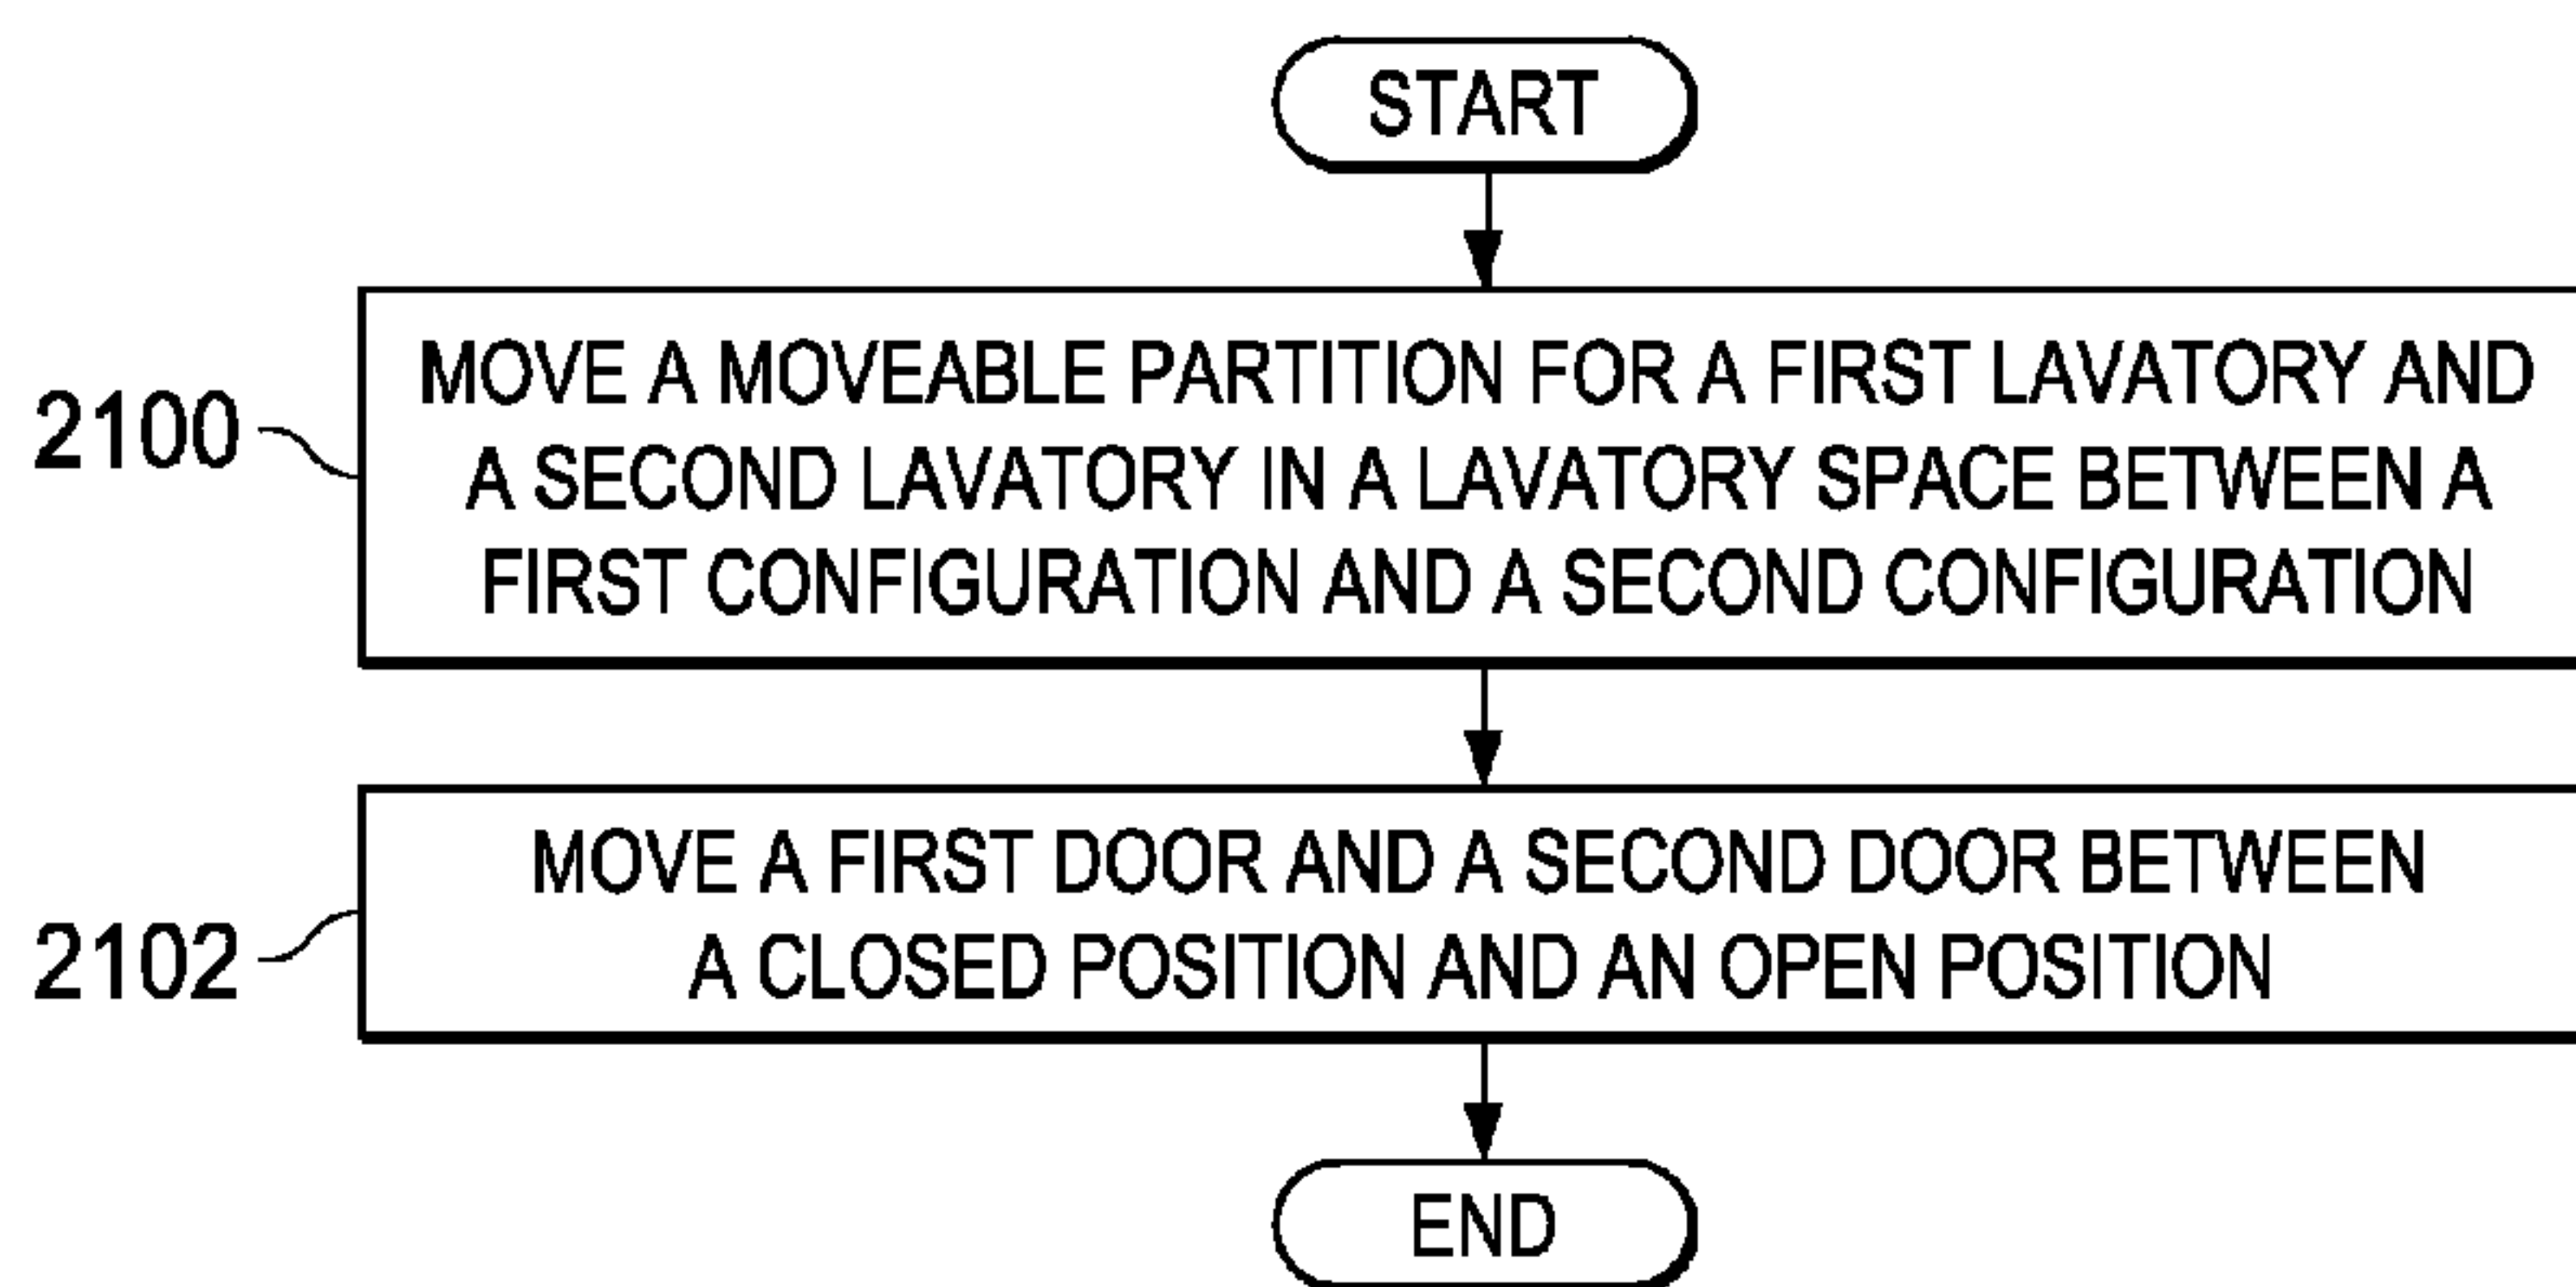 START
2100
MOVE A MOVEABLE PARTITION FOR A FIRST LAVATORY AND
A SECOND LAVATORY IN A LAVATORY SPACE BETWEEN A
FIRST CONFIGURATION AND A SECOND CONFIGURATION
2102
MOVE A FIRST DOOR AND A SECOND DOOR BETWEEN
A CLOSED POSITION AND AN OPEN POSITION
END